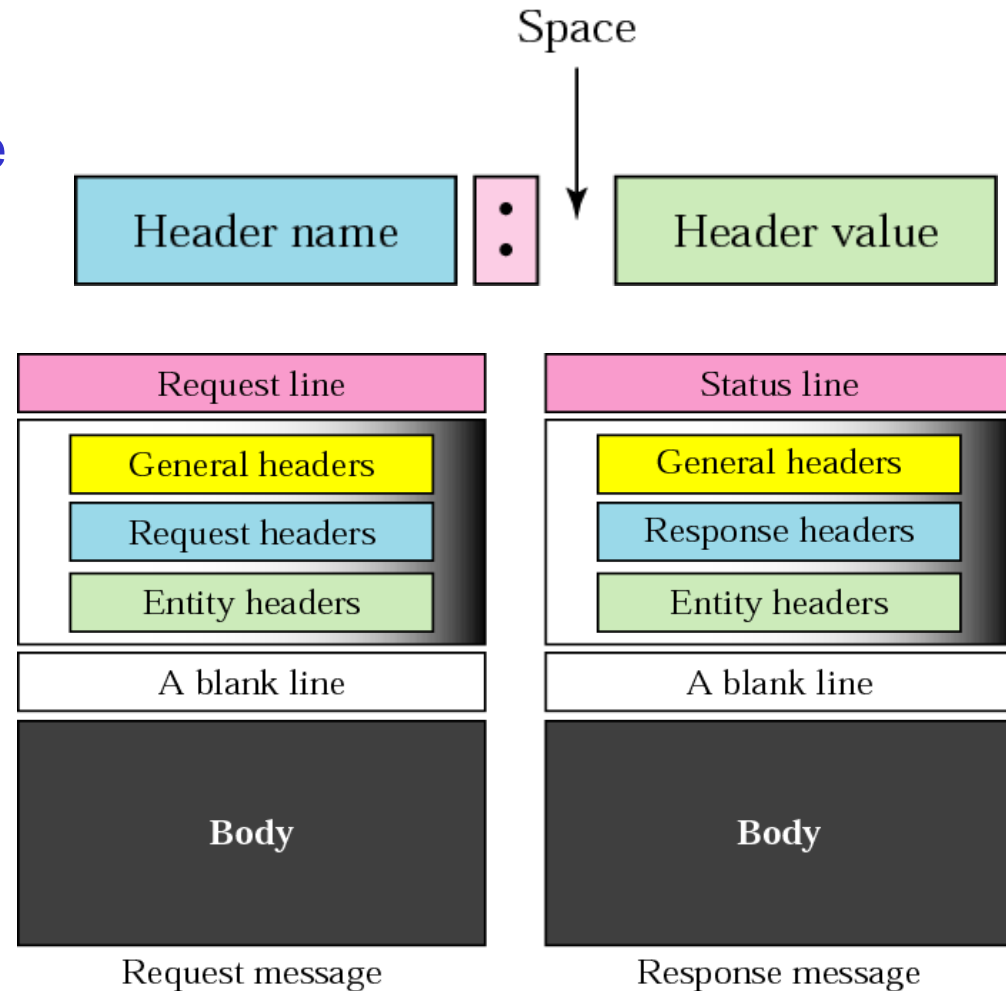 Space
e
Header name : Header value
Request line
General headers
Request headers
Entity headers
A blank line
Body
Request message
Status line
General headers
Response headers
Entity headers
A blank line
Body
Response message